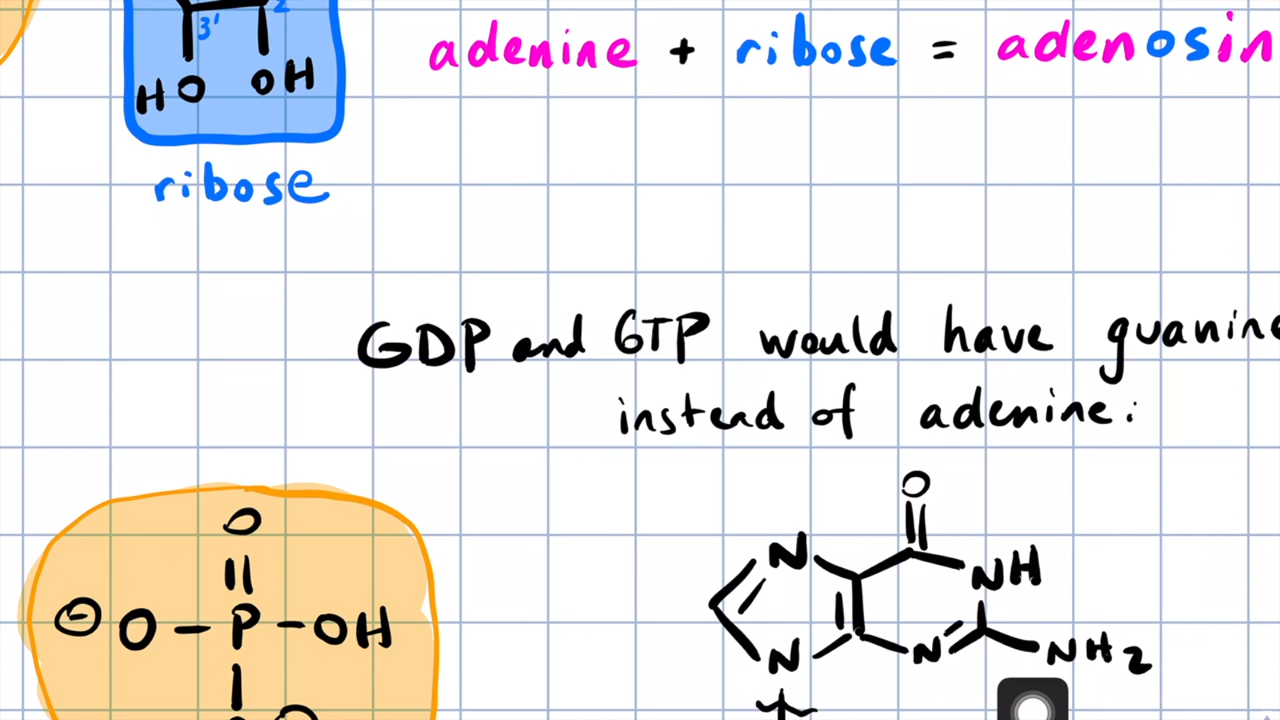 3' 2
HO OH
adenine + ribose = adenosin
ribose
GDP and GTP would have guanine
instead of adenine:
O
O
N NH
⊖ O - P - OH
N N NH2